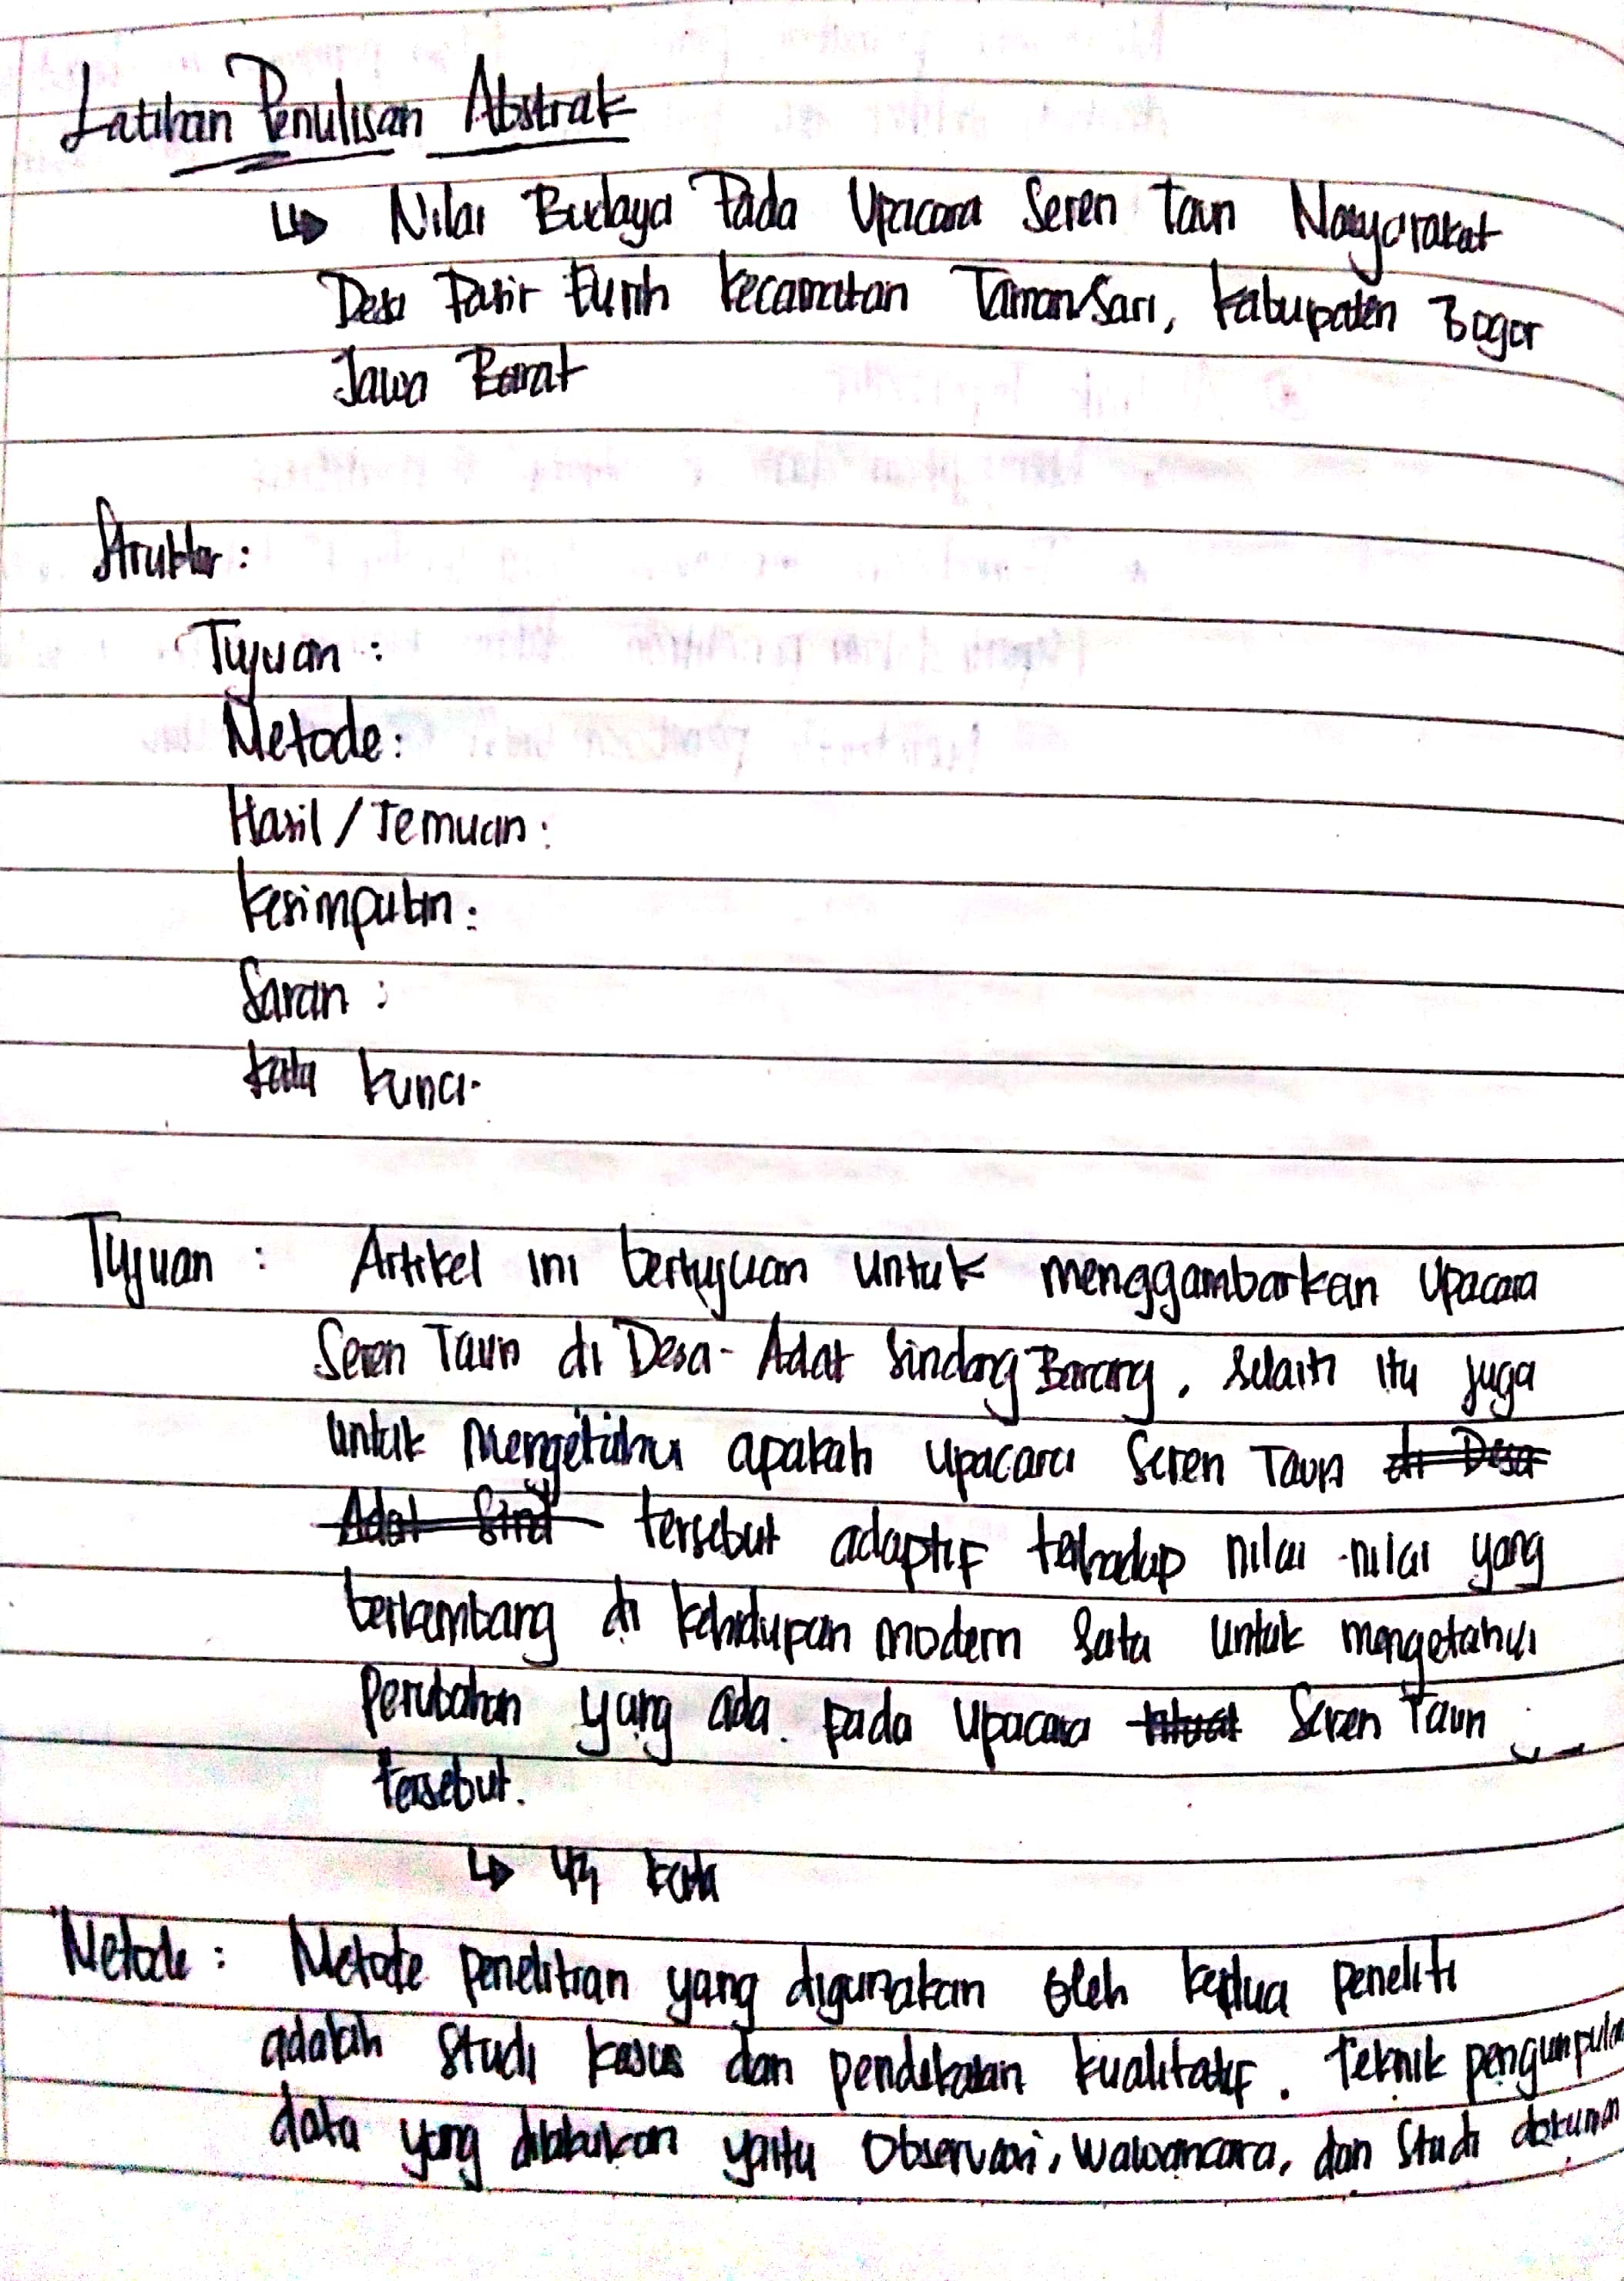 Latihan Penulisan Abstrak
↳ Nilai Budaya Pada Upacara Seren Taun Masyarakat
Desa Pasir Eurih Kecamatan Tamansari, Kabupaten Bogor
Jawa Barat
Struktur :
Tujuan :
Metode :
Hasil / Temuan :
Kesimpulan :
Saran :
Kata kunci
Tujuan : Artikel ini bertujuan untuk menggambarkan Upacara
Seren Taun di Desa-Adat Sindang Barang, selain itu juga
untuk mengetahui apakah upacara Seren Taun di Desa
Adat Sind tersebut adaptif terhadap nilai-nilai yang
berkembang di kehidupan modern serta untuk mengetahui
perubahan yang ada pada upacara Seren Taun
tersebut.
↳ kata
Metode : Metode penelitian yang digunakan oleh kedua peneliti
adalah studi kasus dan pendekatan kualitatif. Teknik pengumpulan
data yang dilakukan yaitu Observasi, wawancara, dan studi dokumen